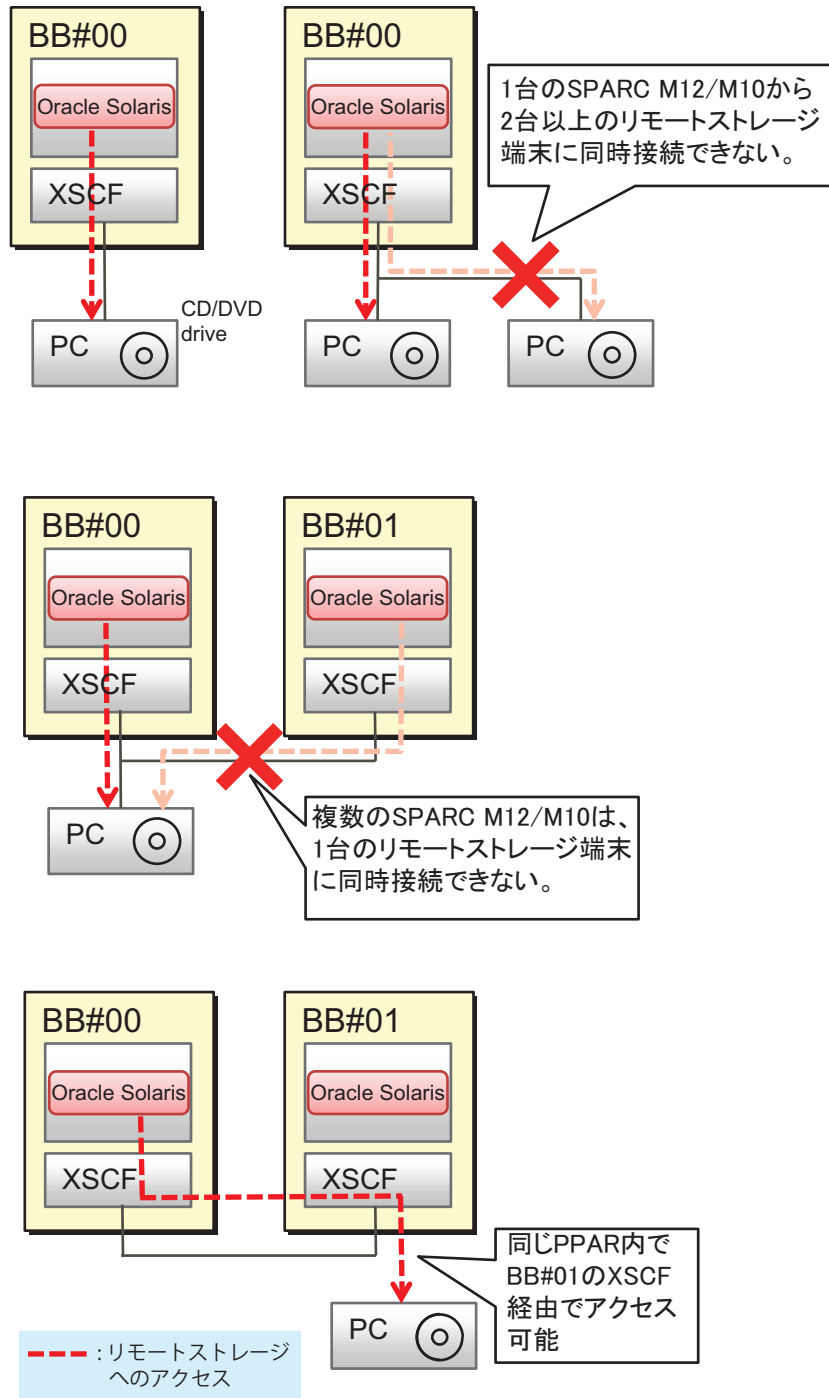 BB#00
Oracle Solaris
XSCF
PC
CD/DVD
drive
BB#00
Oracle Solaris
XSCF
PC
PC
1台のSPARC M12/M10から
2台以上のリモートストレージ
端末に同時接続できない。
BB#00
Oracle Solaris
XSCF
PC
BB#01
Oracle Solaris
XSCF
複数のSPARC M12/M10は、
1台のリモートストレージ端末
に同時接続できない。
BB#00
Oracle Solaris
XSCF
BB#01
Oracle Solaris
XSCF
PC
同じPPAR内で
BB#01のXSCF
経由でアクセス
可能
:リモートストレージ
へのアクセス